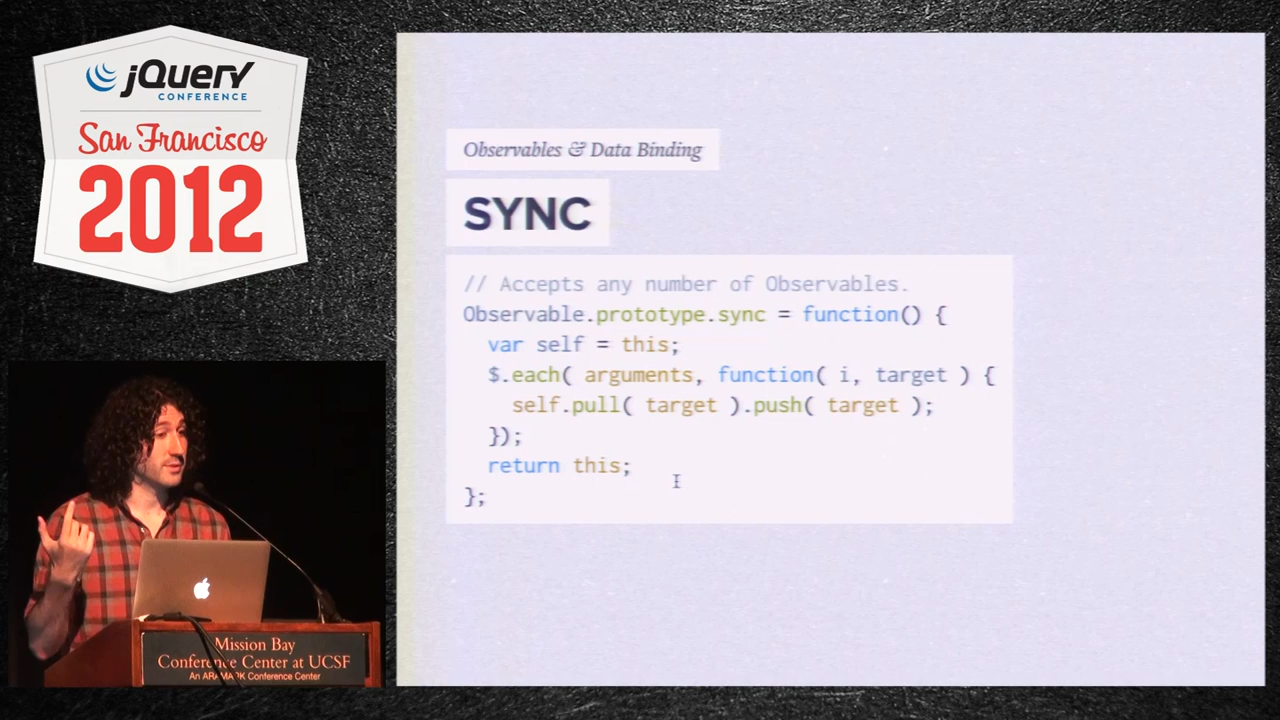 jQuery
CONFERENCE
San Francisco
2012
Observables & Data Binding
SYNC
// Accepts any number of Observables.
Observable.prototype.sync = function() {
  var self = this;
  $.each( arguments, function( i, target ) {
    self.pull( target ).push( target );
  });
  return this;
};
Mission Bay
Conference Center at UCSF
An ARAMARK Conference Center